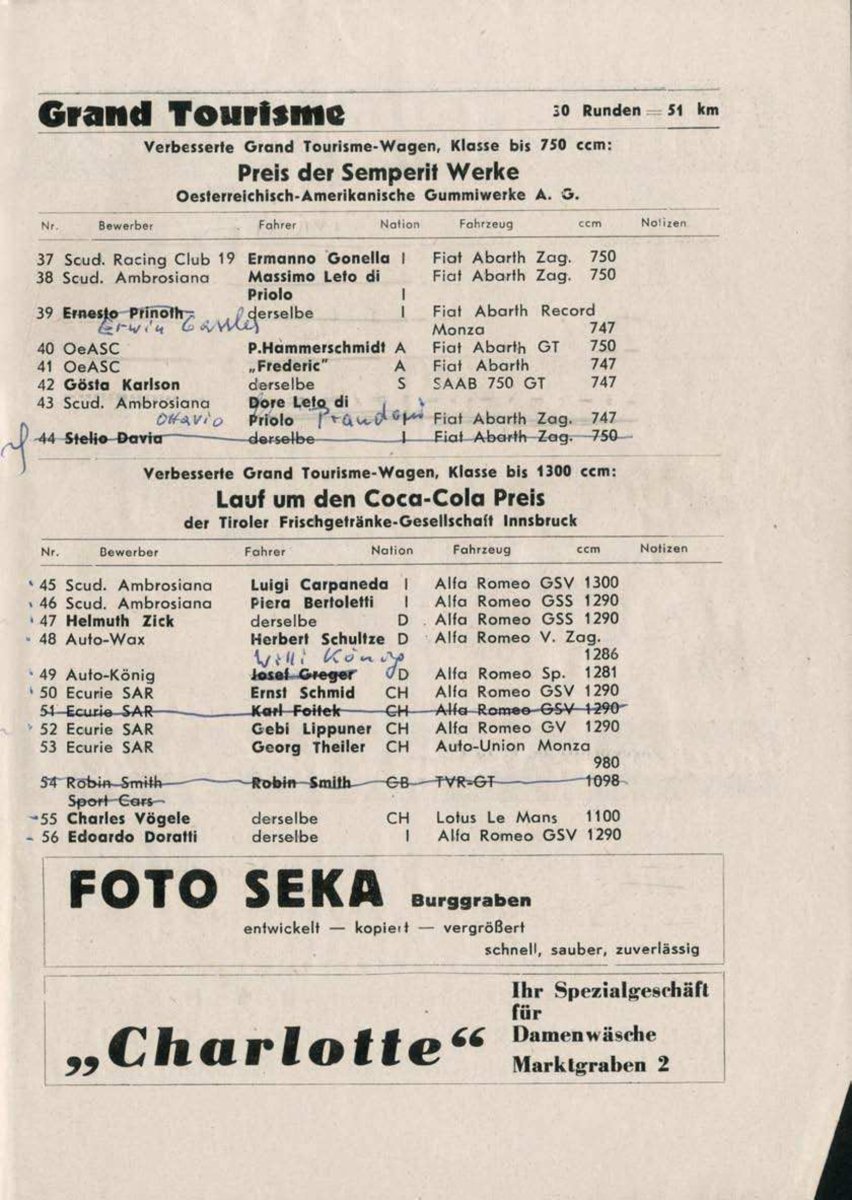 Grand Tourisme 30 Runden = 51 km
Verbesserte Grand Tourisme-Wagen, Klasse bis 750 ccm:
Preis der Semperit Werke
Oesterreichisch-Amerikanische Gummiwerke A. G.
Nr. Bewerber Fahrer Nation Fahrzeug ccm Notizen
37 Scud. Racing Club 19 Ermanno Gonella I Fiat Abarth Zag. 750
38 Scud. Ambrosiana Massimo Leto di Fiat Abarth Zag. 750
Priolo I
39 Ernesto Prinoth derselbe I Fiat Abarth Record
Erwin Monza 747
40 OeASC P.Hammerschmidt A Fiat Abarth GT 750
41 OeASC „Frederic" A Fiat Abarth 747
42 Gösta Karlson derselbe S SAAB 750 GT 747
43 Scud. Ambrosiana Dore Leto di
Ottavio Priolo Prandoni Fiat Abarth Zag. 747
44 Stelio Davia derselbe I Fiat Abarth Zag. 750
Verbesserte Grand Tourisme-Wagen, Klasse bis 1300 ccm:
Lauf um den Coca-Cola Preis
der Tiroler Frischgetränke-Gesellschaft Innsbruck
Nr. Bewerber Fahrer Nation Fahrzeug ccm Notizen
45 Scud. Ambrosiana Luigi Carpaneda I Alfa Romeo GSV 1300
46 Scud. Ambrosiana Piera Bertoletti I Alfa Romeo GSS 1290
47 Helmuth Zick derselbe D Alfa Romeo GSS 1290
48 Auto-Wax Herbert Schultze D Alfa Romeo V. Zag.
Willi König 1286
49 Auto-König Josef Greger D Alfa Romeo Sp. 1281
50 Ecurie SAR Ernst Schmid CH Alfa Romeo GSV 1290
51 Ecurie SAR Karl Foitek CH Alfa Romeo GSV 1290
52 Ecurie SAR Gebi Lippuner CH Alfa Romeo GV 1290
53 Ecurie SAR Georg Theiler CH Auto-Union Monza
980
54 Robin Smith Robin Smith GB TVR-GT 1098
Sport Cars
55 Charles Vögele derselbe CH Lotus Le Mans 1100
56 Edoardo Doratti derselbe I Alfa Romeo GSV 1290
FOTO SEKA Burggraben
entwickelt — kopiert — vergrößert
schnell, sauber, zuverlässig
Ihr Spezialgeschäft
für
„Charlotte“ Damenwäsche
Marktgraben 2